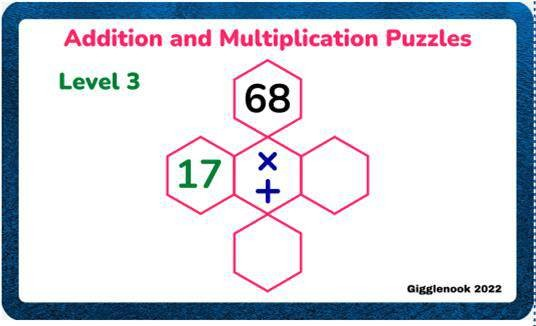 Addition and Multiplication Puzzles
Level 3
68
17
×
+
Gigglenook 2022